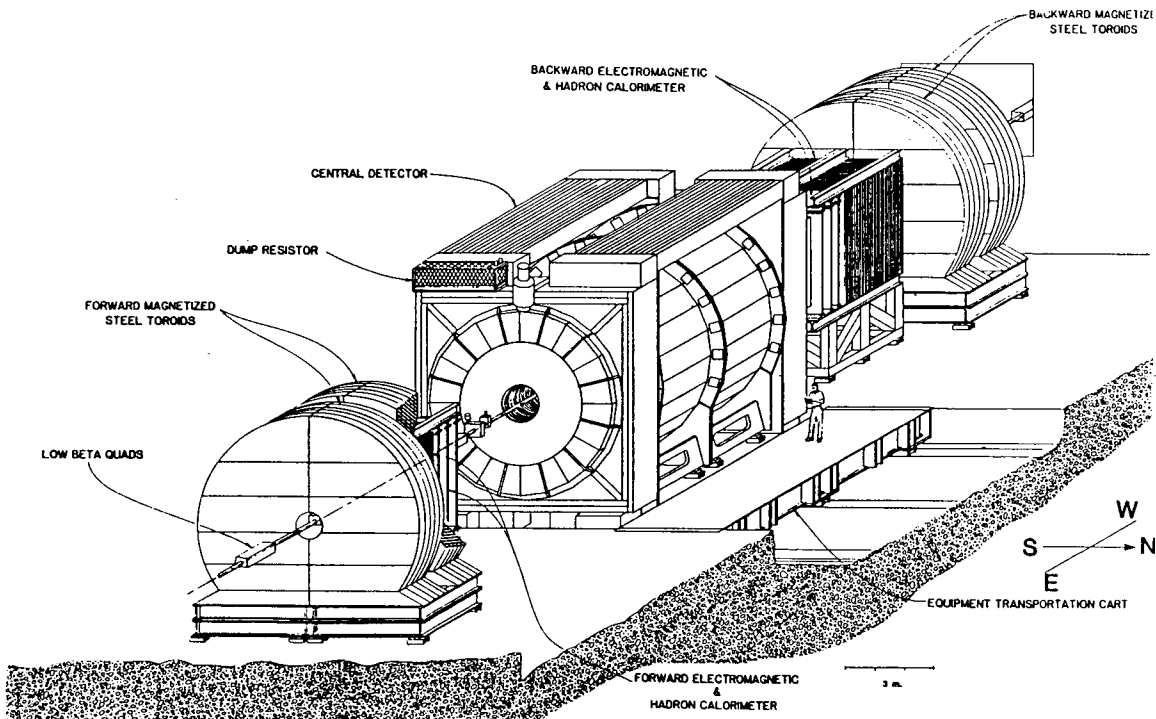 BACKWARD MAGNETIZE
STEEL TOROIDS
BACKWARD ELECTROMAGNETIC
& HADRON CALORIMETER
CENTRAL DETECTOR
DUMP RESISTOR
FORWARD MAGNETIZED
STEEL TOROIDS
LOW BETA QUADS
W
S
N
E
EQUIPMENT TRANSPORTATION CART
3 m.
FORWARD ELECTROMAGNETIC
&
HADRON CALORIMETER